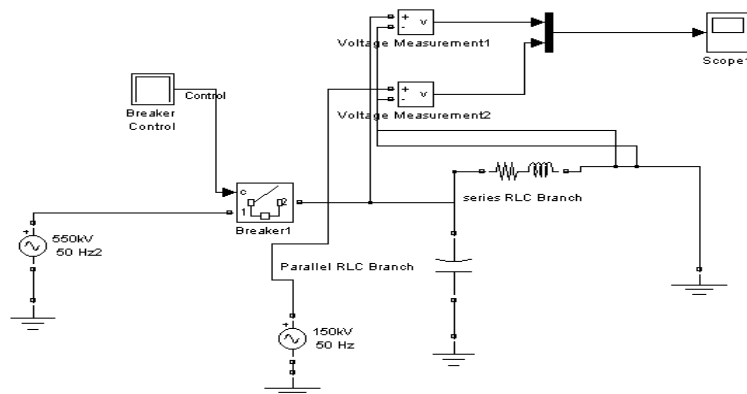 +
-
v
Voltage Measurement1
Scope1
Control
Breaker
Control
+
-
v
Voltage Measurement2
c
1
2
Breaker1
series RLC Branch
+
550kV
50 Hz2
Parallel RLC Branch
+
150kV
50 Hz